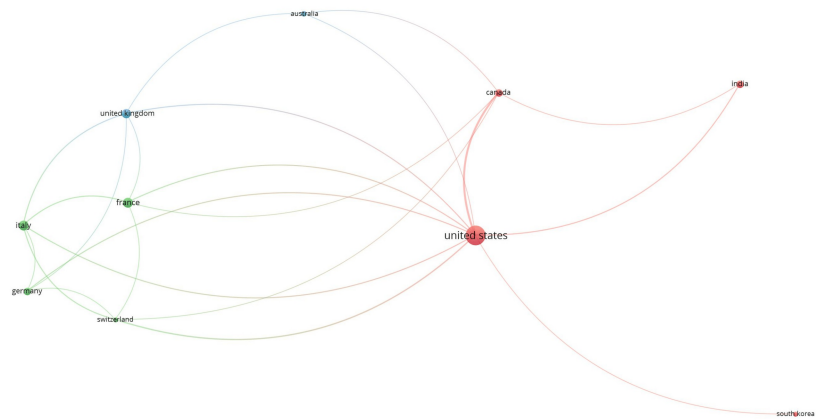 australia
india
canada
united kingdom
france
italy
united states
germany
switzerland
south korea